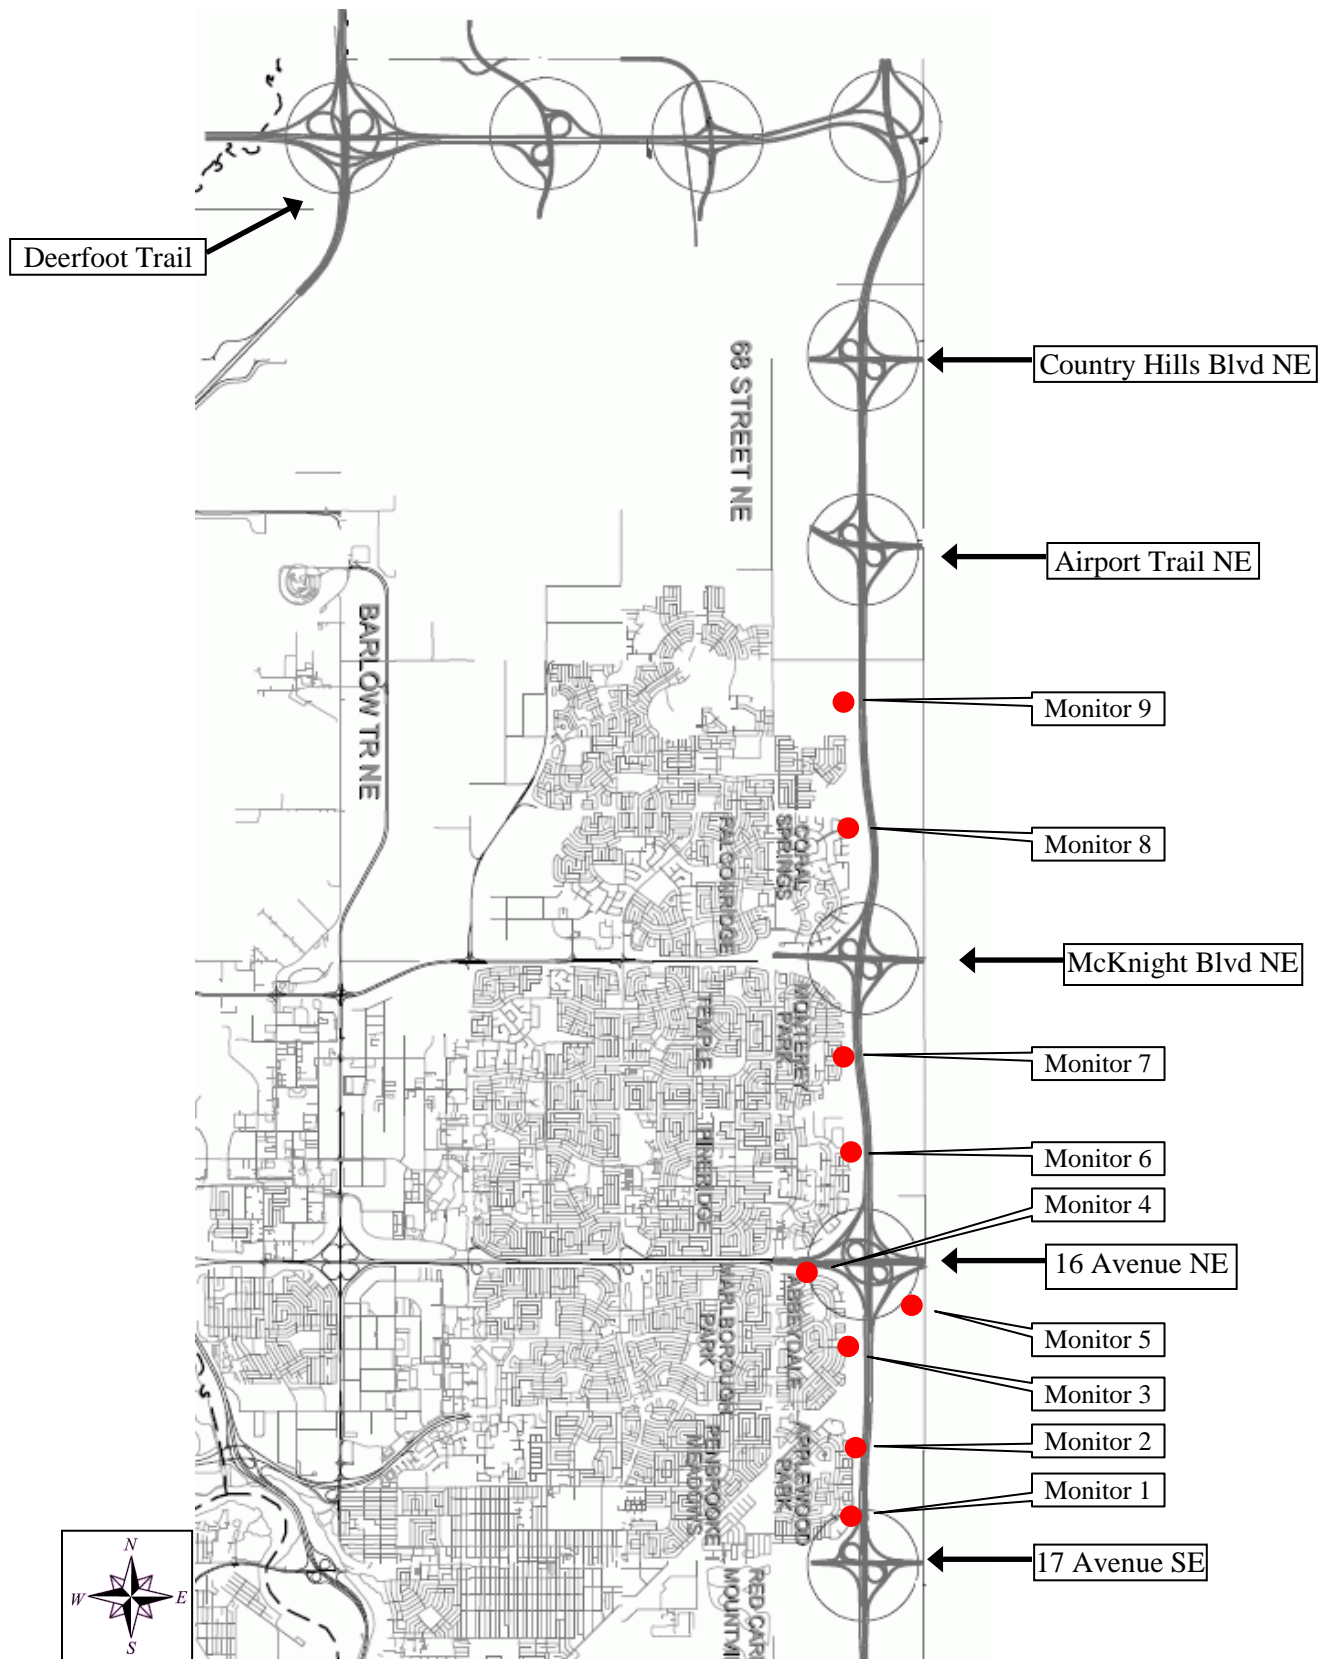 Deerfoot Trail
68 STREET NE
Country Hills Blvd NE
Airport Trail NE
BARLOW TR NE
Monitor 9
CORAL
SPRINGS
FALCONRIDGE
Monitor 8
McKnight Blvd NE
MONTEREY
PARK
TEMPLE
Monitor 7
PINERIDGE
Monitor 6
Monitor 4
16 Avenue NE
MARLBOROUGH
PARK
ABBEYDALE
Monitor 5
Monitor 3
Monitor 2
PENBROOKE
MEADOWS
APPLEWOOD
PARK
Monitor 1
17 Avenue SE
RED CAR
N
W
E
S